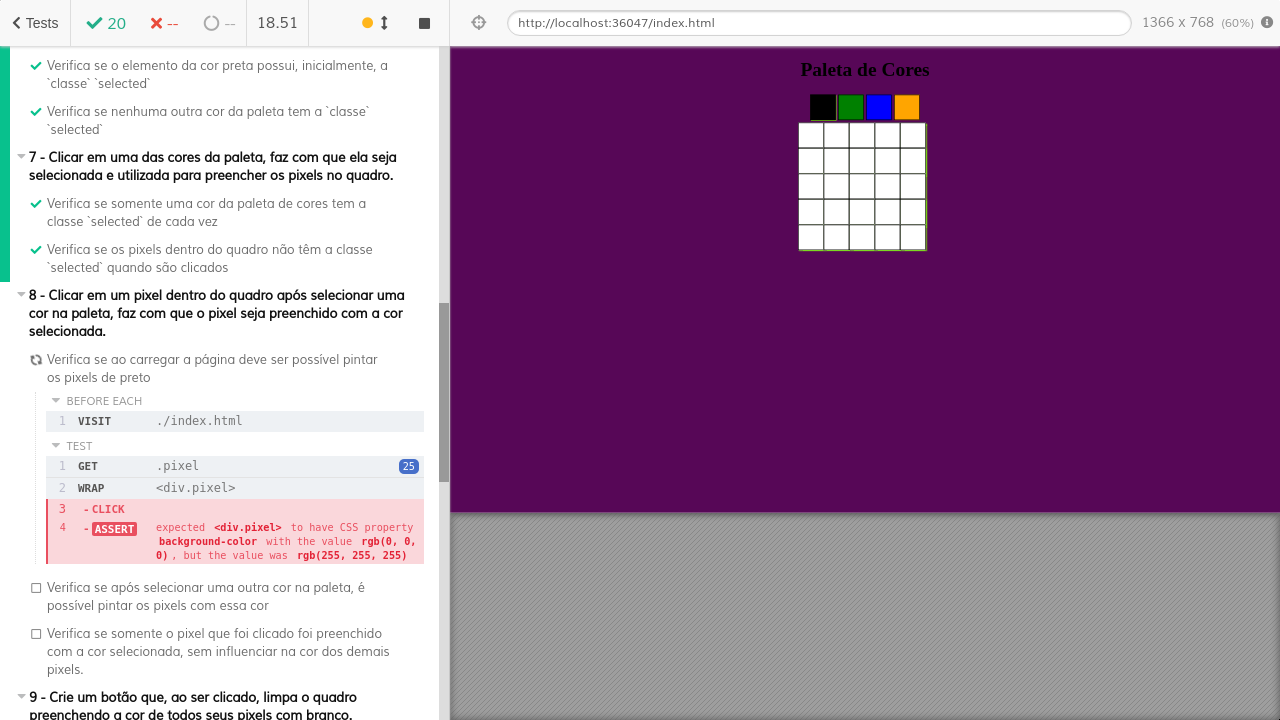 Tests
20
--
--
18.51
http://localhost:36047/index.html
1366 x 768 (60%)
Verifica se o elemento da cor preta possui, inicialmente, a
`classe` `selected`
Verifica se nenhuma outra cor da paleta tem a `classe`
`selected`
7 - Clicar em uma das cores da paleta, faz com que ela seja
selecionada e utilizada para preencher os pixels no quadro.
Verifica se somente uma cor da paleta de cores tem a
classe `selected` de cada vez
Verifica se os pixels dentro do quadro não têm a classe
`selected` quando são clicados
8 - Clicar em um pixel dentro do quadro após selecionar uma
cor na paleta, faz com que o pixel seja preenchido com a cor
selecionada.
Verifica se ao carregar a página deve ser possível pintar
os pixels de preto
BEFORE EACH
1 VISIT ./index.html
TEST
1 GET .pixel 25
2 WRAP <div.pixel>
3 -CLICK
4 -ASSERT expected <div.pixel> to have CSS property
background-color with the value rgb(0, 0,
0), but the value was rgb(255, 255, 255)
Verifica se após selecionar uma outra cor na paleta, é
possível pintar os pixels com essa cor
Verifica se somente o pixel que foi clicado foi preenchido
com a cor selecionada, sem influenciar na cor dos demais
pixels.
9 - Crie um botão que, ao ser clicado, limpa o quadro
preenchendo a cor de todos seus pixels com branco.
Paleta de Cores